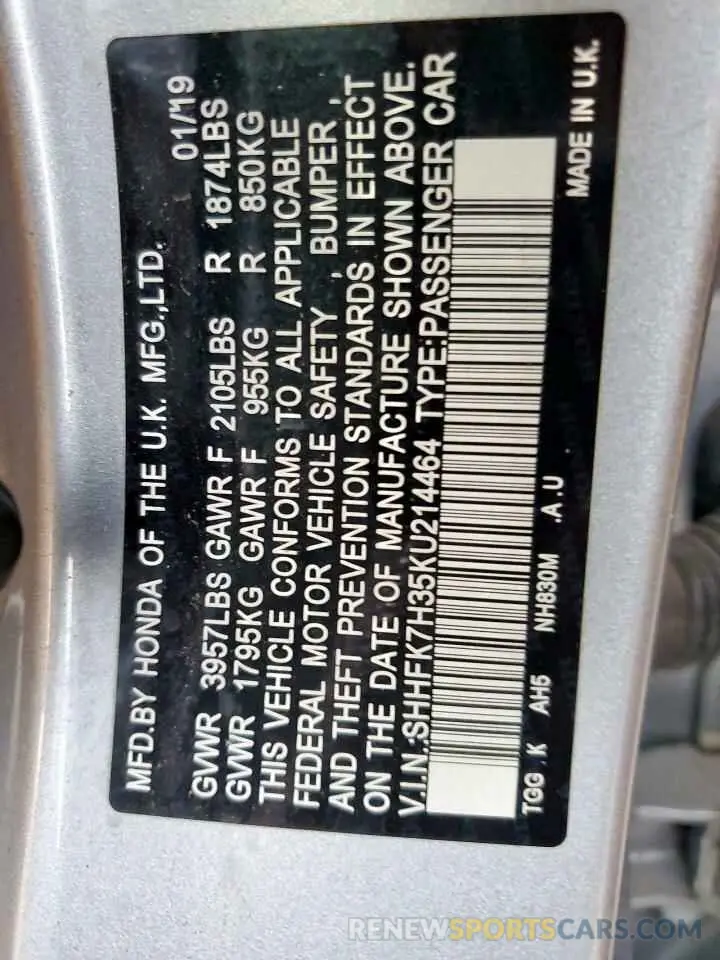 MFD.BY HONDA OF THE U.K. MFG.,LTD. 01/19
GVWR 3957LBS GAWR F 2105LBS R 1874LBS
GVWR 1795KG GAWR F 955KG R 850KG
THIS VEHICLE CONFORMS TO ALL APPLICABLE
FEDERAL MOTOR VEHICLE SAFETY , BUMPER ,
AND THEFT PREVENTION STANDARDS IN EFFECT
ON THE DATE OF MANUFACTURE SHOWN ABOVE.
V.I.N.:SHHFK7H35KU214464 TYPE:PASSENGER CAR
TGG .K AH5 NH830M .A .U MADE IN U.K.
RENEWSPORTSCARS.COM